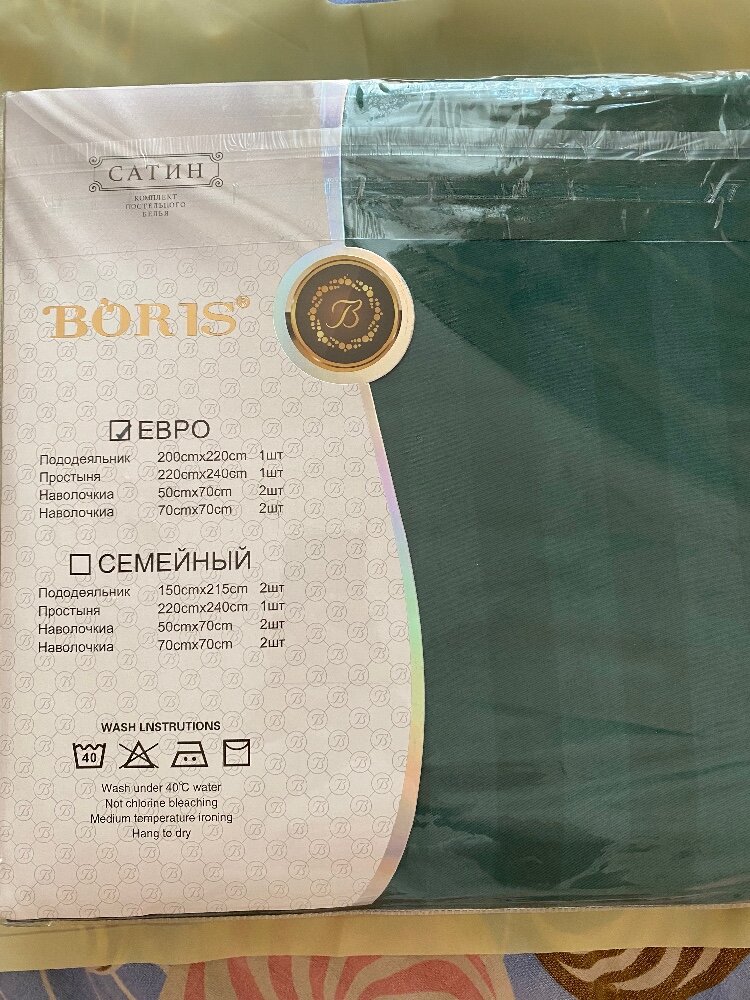 САТИН
КОМПЛЕКТ
ПОСТЕЛЬНОГО
БЕЛЬЯ
BORIS®
B
ЕВРО
Пододеяльник 200cmx220cm 1шт
Простыня 220cmx240cm 1шт
Наволочкиа 50cmx70cm 2шт
Наволочкиа 70cmx70cm 2шт
СЕМЕЙНЫЙ
Пододеяльник 150cmx215cm 2шт
Простыня 220cmx240cm 1шт
Наволочкиа 50cmx70cm 2шт
Наволочкиа 70cmx70cm 2шт
WASH LNSTRUTIONS
40
Wash under 40℃ water
Not chlorine bleaching
Medium temperature ironing
Hang to dry